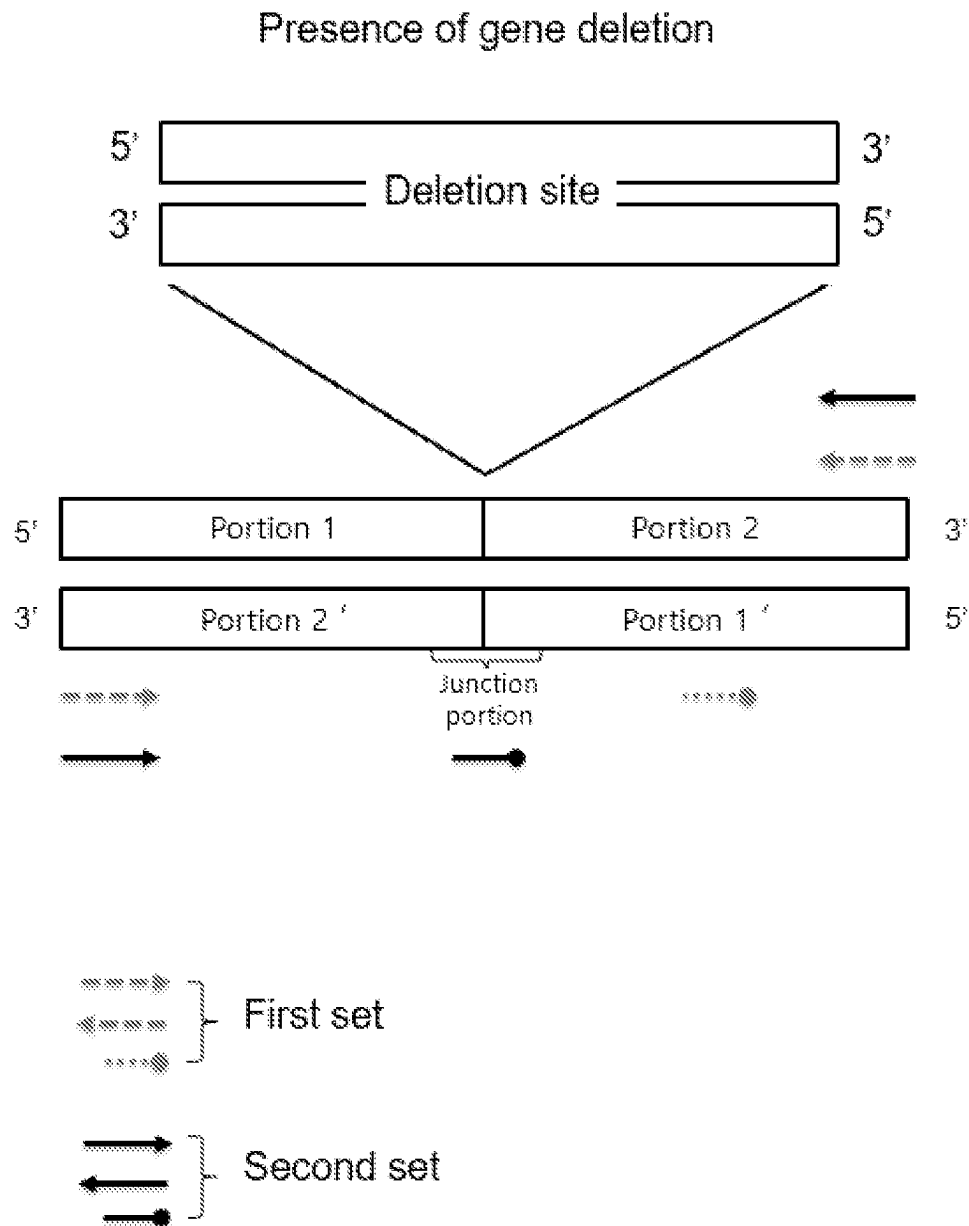 Presence of gene deletion
5' 3'
Deletion site
3' 5'
5' Portion 1 Portion 2 3'
3' Portion 2 ' Portion 1 ' 5'
Junction
portion
First set
Second set